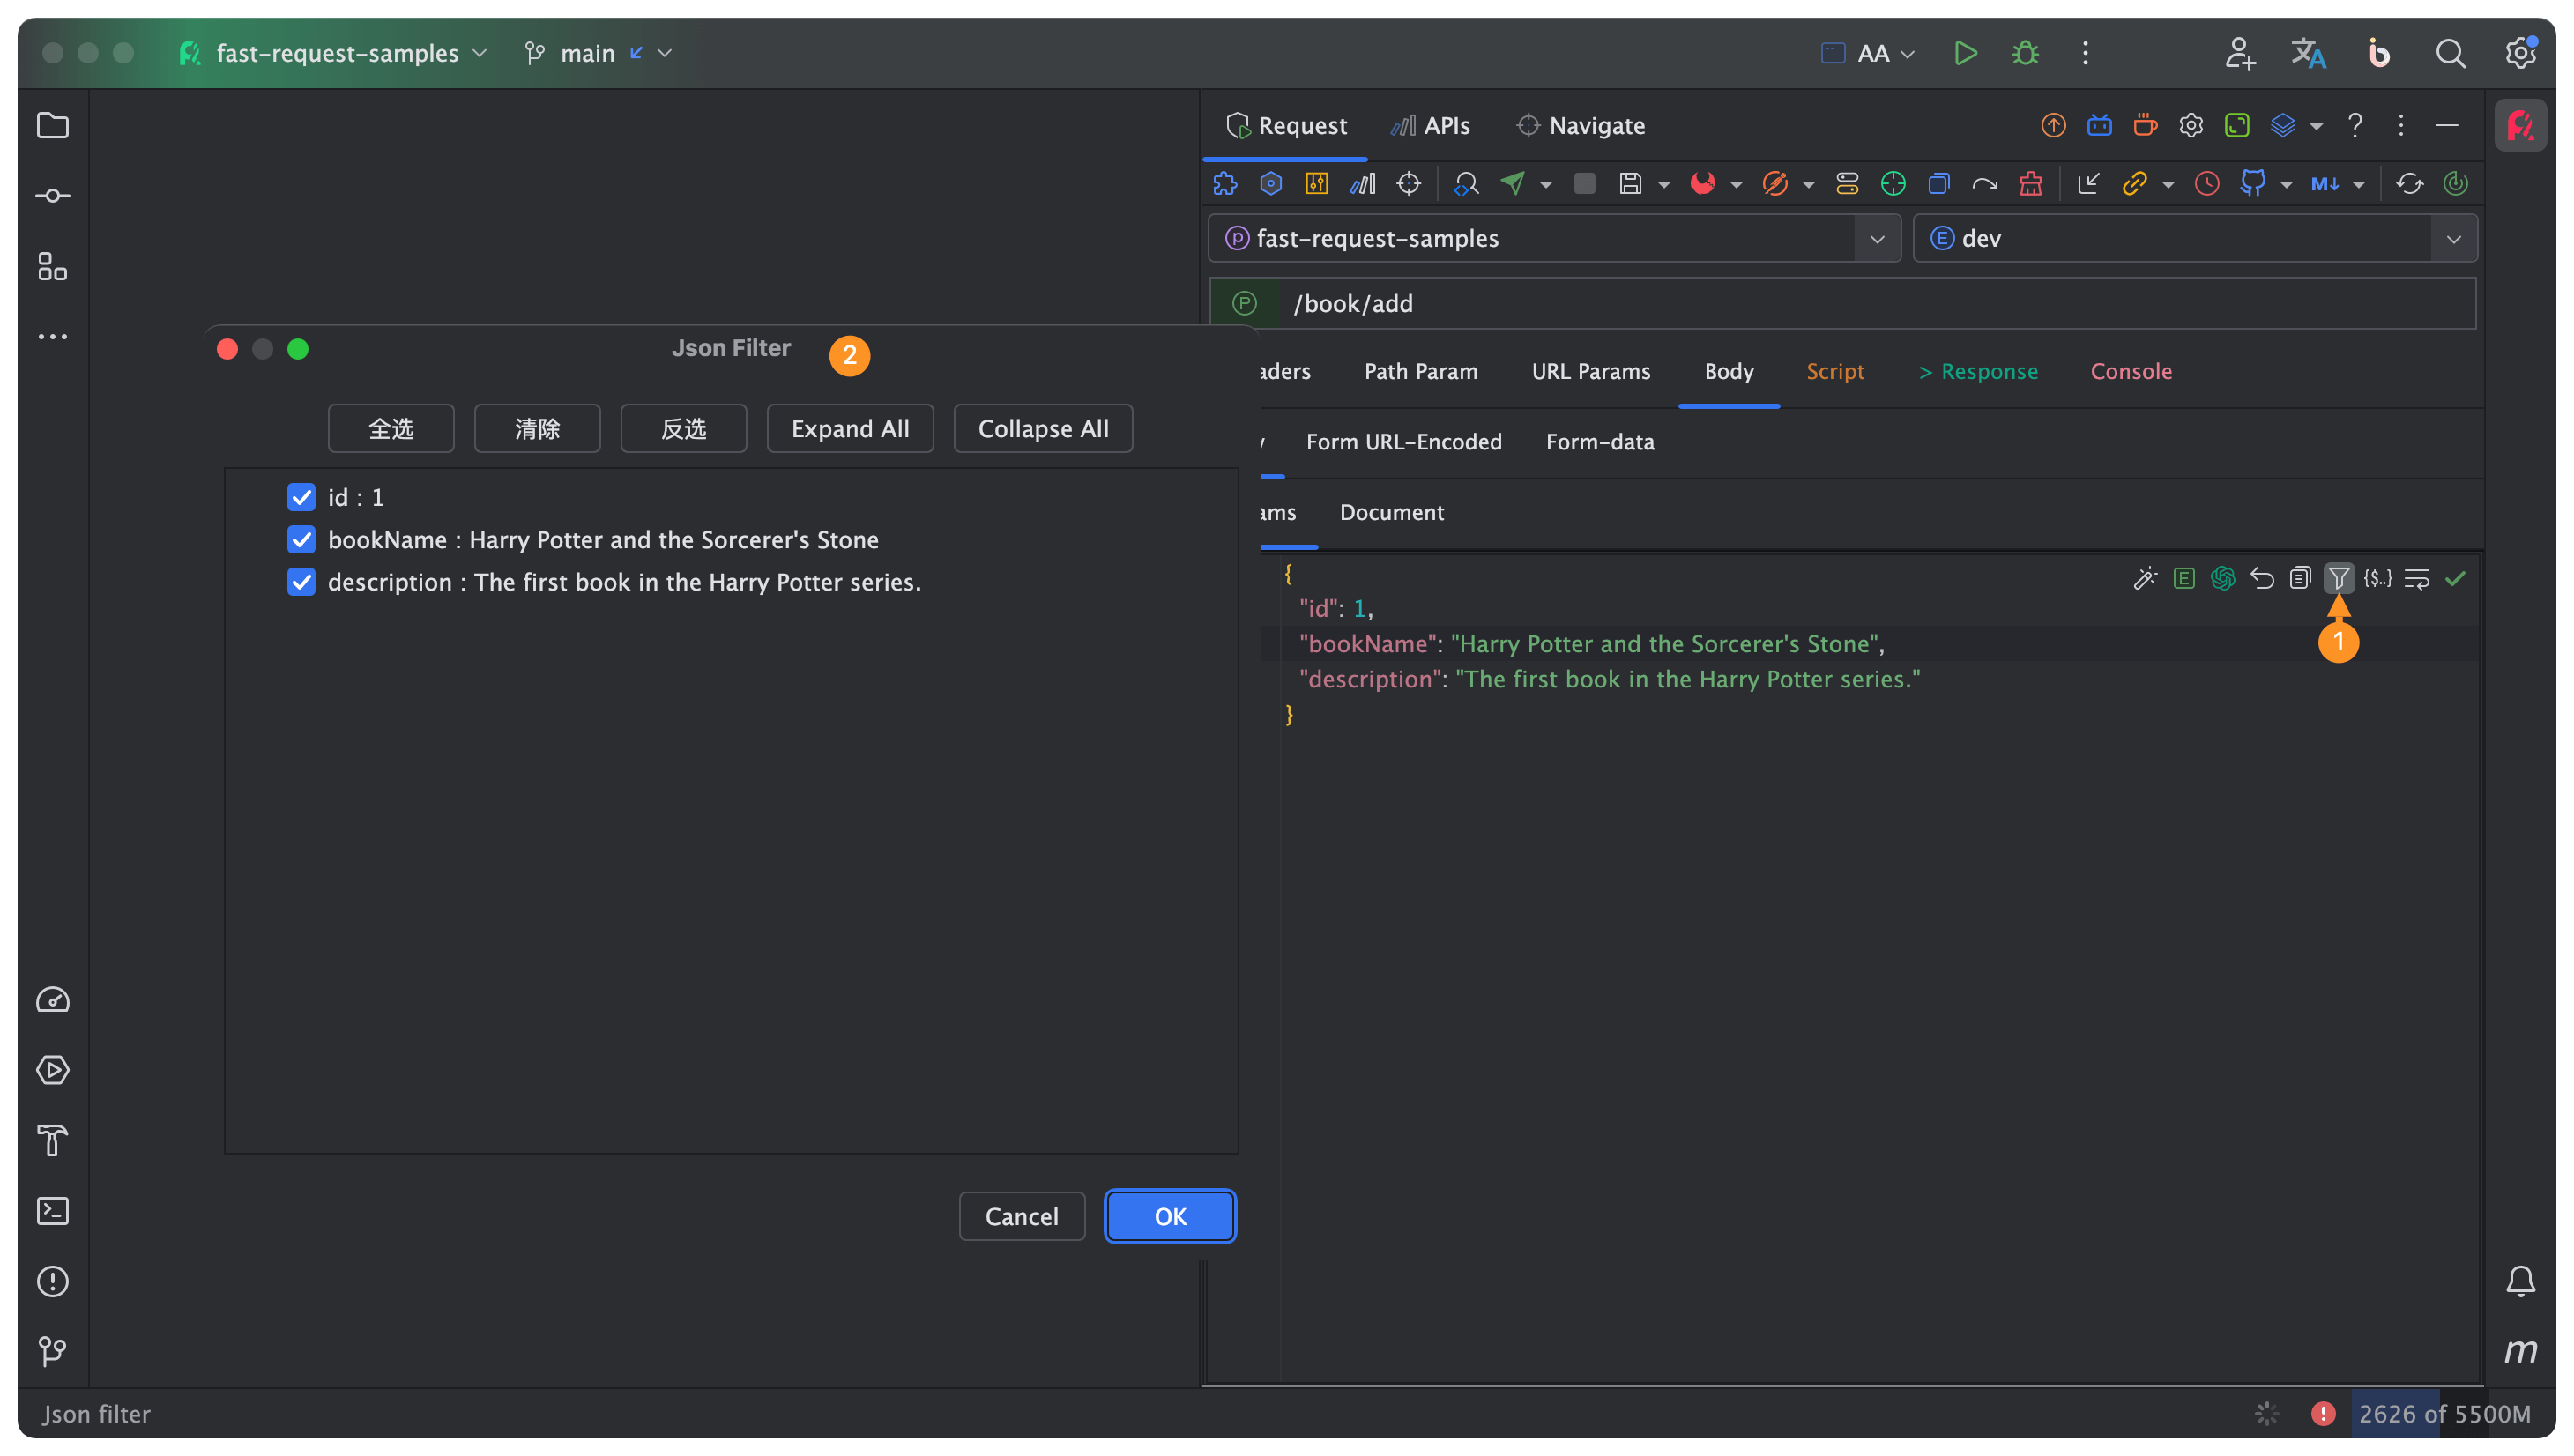 fast-request-samples
main
AA
Request
APIs
Navigate
M↓
P fast-request-samples
E dev
P /book/add
Json Filter
2
aders
Path Param
URL Params
Body
Script
> Response
Console
全选
清除
反选
Expand All
Collapse All
Form URL-Encoded
Form-data
id : 1
bookName : Harry Potter and the Sorcerer's Stone
description : The first book in the Harry Potter series.
ams
Document
{
"id": 1,
"bookName": "Harry Potter and the Sorcerer's Stone",
"description": "The first book in the Harry Potter series."
}
E
{$..}
1
Cancel
OK
m
Json filter
2626 of 5500M